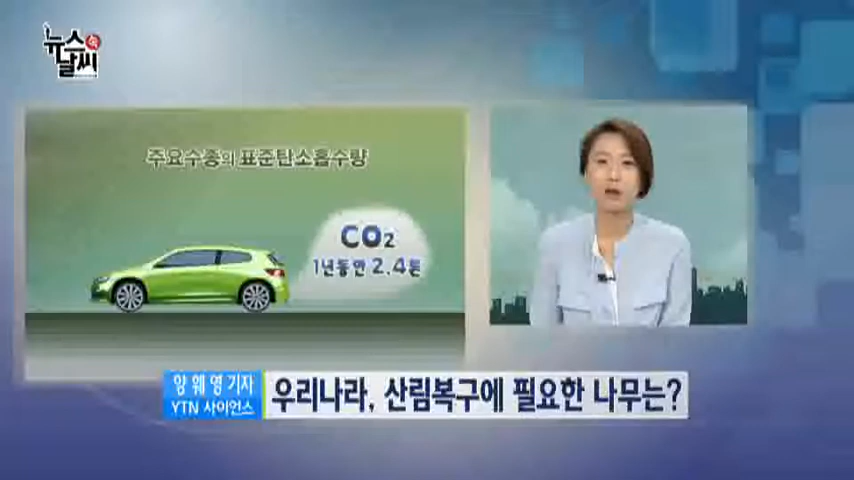 뉴스 속
날씨
주요수종의 표준탄소흡수량
CO2
1년동안 2.4톤
양웨영 기자
YTN 사이언스
우리나라, 산림복구에 필요한 나무는?